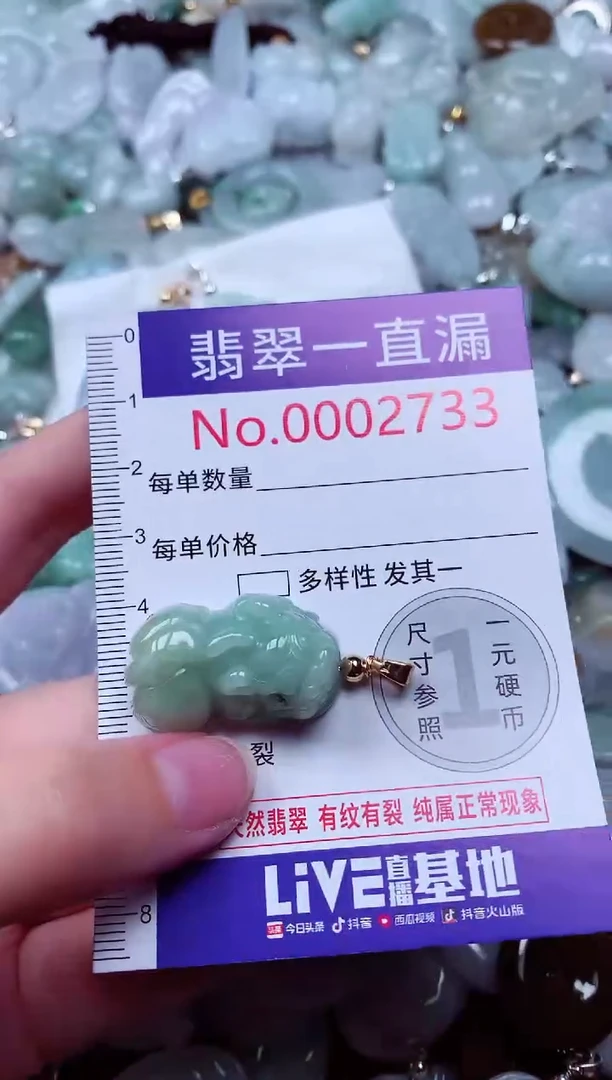 翡翠一直漏
No.0002733
每单数量
每单价格
多样性 发其一
尺寸参照
1
一元硬币
裂
然翡翠 有纹有裂 纯属正常现象
LiVE直播基地
头条 今日头条 抖音 西瓜视频 抖音火山版
0
1
2
3
4
8